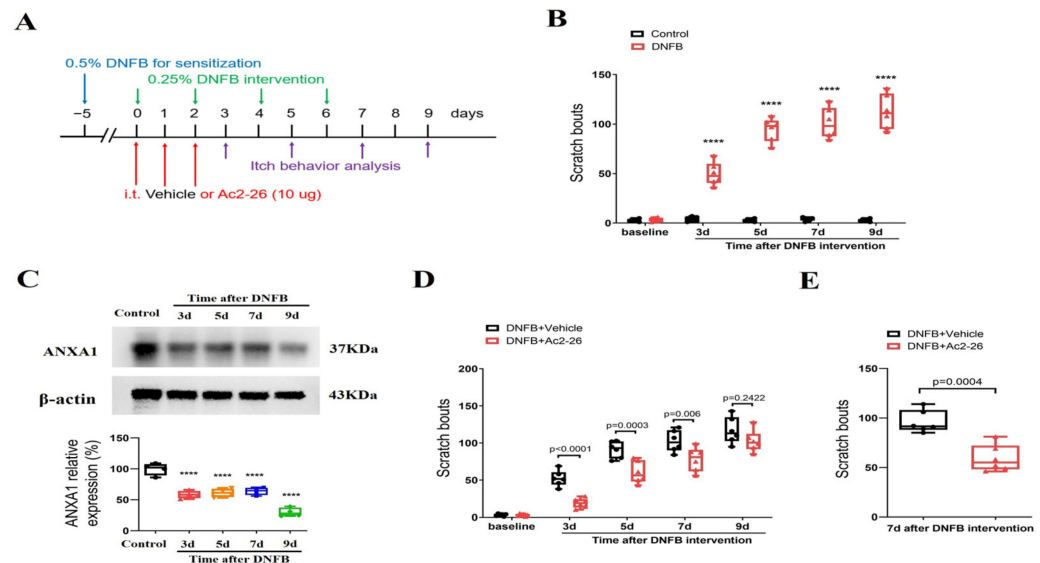 A
0.5% DNFB for sensitization
0.25% DNFB intervention
−5 0 1 2 3 4 5 6 7 8 9 days
Itch behavior analysis
i.t. Vehicle or Ac2-26 (10 ug)
B
Control
DNFB
Scratch bouts
150
100
50
0
****
****
****
****
baseline 3d 5d 7d 9d
Time after DNFB intervention
C
Time after DNFB
Control 3d 5d 7d 9d
ANXA1 37KDa
β-actin 43KDa
ANXA1 relative
expression (%)
150
100
50
0
**** **** **** ****
Control 3d 5d 7d 9d
Time after DNFB
D
DNFB+Vehicle
DNFB+Ac2-26
Scratch bouts
200
150
100
50
0
p<0.0001
p=0.0003
p=0.006
p=0.2422
baseline 3d 5d 7d 9d
Time after DNFB intervention
E
DNFB+Vehicle
DNFB+Ac2-26
Scratch bouts
150
100
50
0
p=0.0004
7d after DNFB intervention